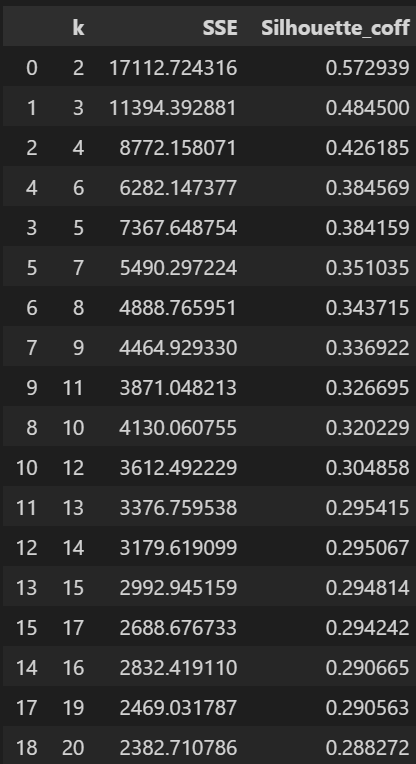 k SSE Silhouette_coff
0 2 17112.724316 0.572939
1 3 11394.392881 0.484500
2 4 8772.158071 0.426185
4 6 6282.147377 0.384569
3 5 7367.648754 0.384159
5 7 5490.297224 0.351035
6 8 4888.765951 0.343715
7 9 4464.929330 0.336922
9 11 3871.048213 0.326695
8 10 4130.060755 0.320229
10 12 3612.492229 0.304858
11 13 3376.759538 0.295415
12 14 3179.619099 0.295067
13 15 2992.945159 0.294814
15 17 2688.676733 0.294242
14 16 2832.419110 0.290665
17 19 2469.031787 0.290563
18 20 2382.710786 0.288272